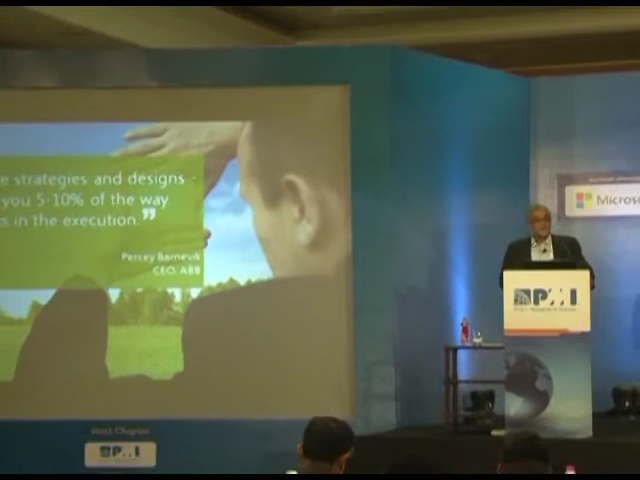 e strategies and designs -
you 5-10% of the way
s in the execution.”
Percey Barnevik
CEO, ABB
Microso
PMI
Host Chapter
PMI